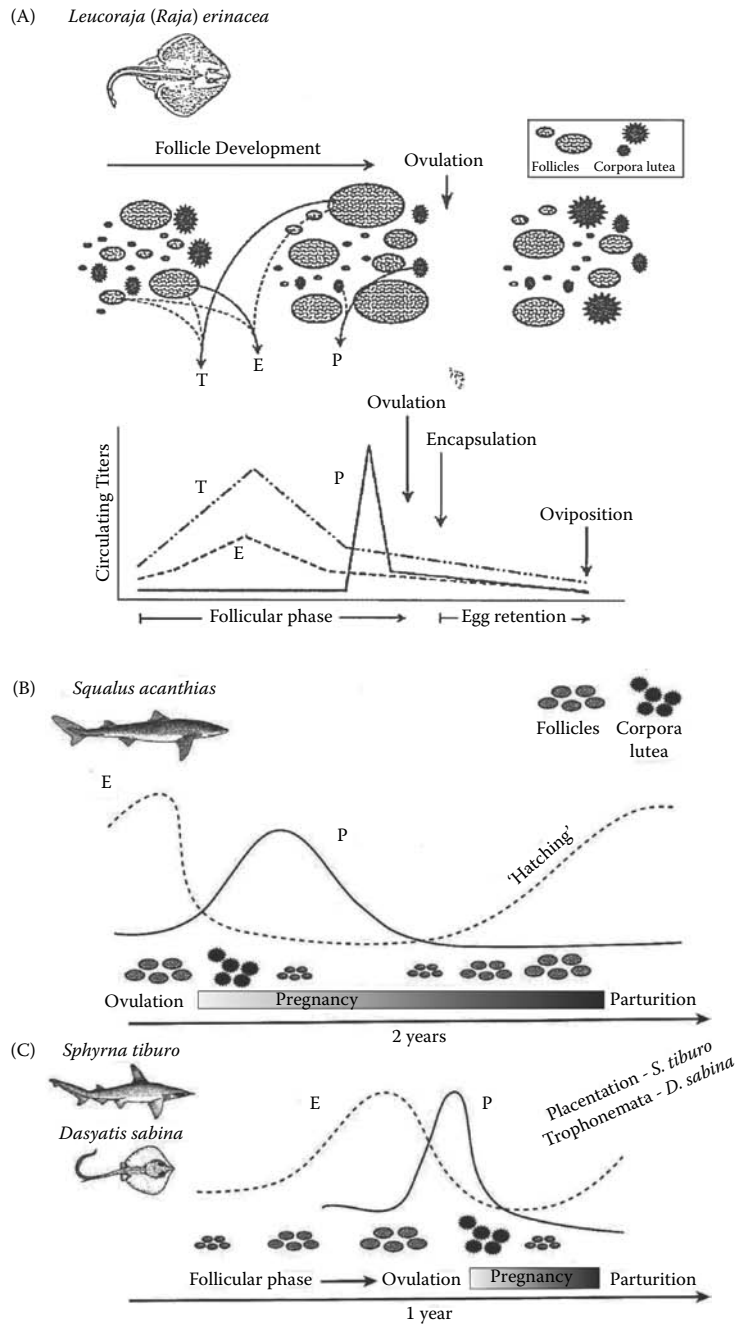 (A) Leucoraja (Raja) erinacea
Follicle Development
Ovulation
Follicles Corpora lutea
T
E
P
Ovulation
Encapsulation
Oviposition
T
P
E
Circulating Titers
Follicular phase
Egg retention
(B) Squalus acanthias
Follicles
Corpora
lutea
E
P
‘Hatching’
Ovulation
Pregnancy
Parturition
2 years
(C) Sphyrna tiburo
Dasyatis sabina
E
P
Placentation - S. tiburo
Trophonemata - D. sabina
Follicular phase
Ovulation
Pregnancy
Parturition
1 year